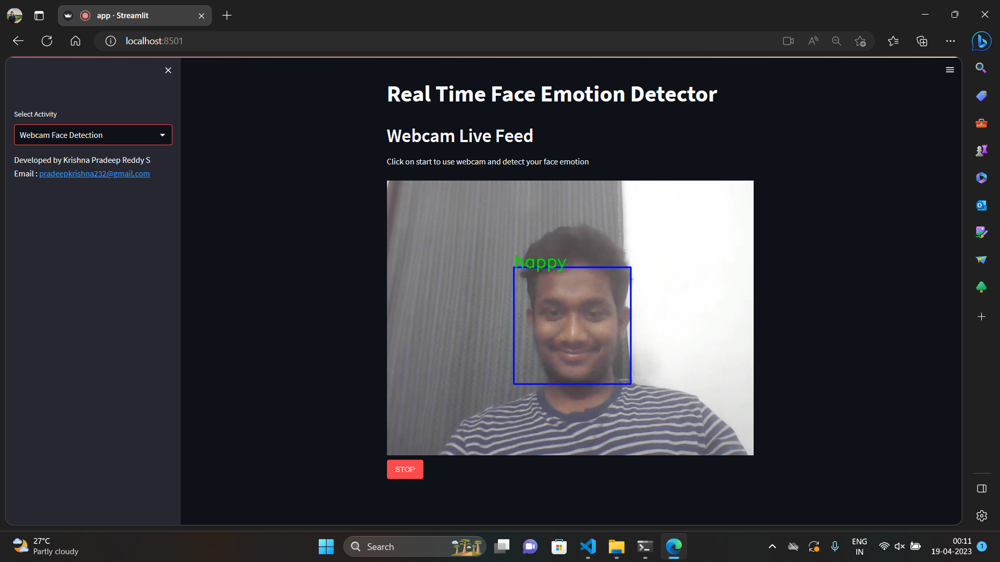 app · Streamlit
localhost:8501
Select Activity
Webcam Face Detection
Developed by Krishna Pradeep Reddy S
Email : pradeepkrishna232@gmail.com
Real Time Face Emotion Detector
Webcam Live Feed
Click on start to use webcam and detect your face emotion
happy
STOP
27°C
Partly cloudy
Search
ENG
IN
00:11
19-04-2023
1